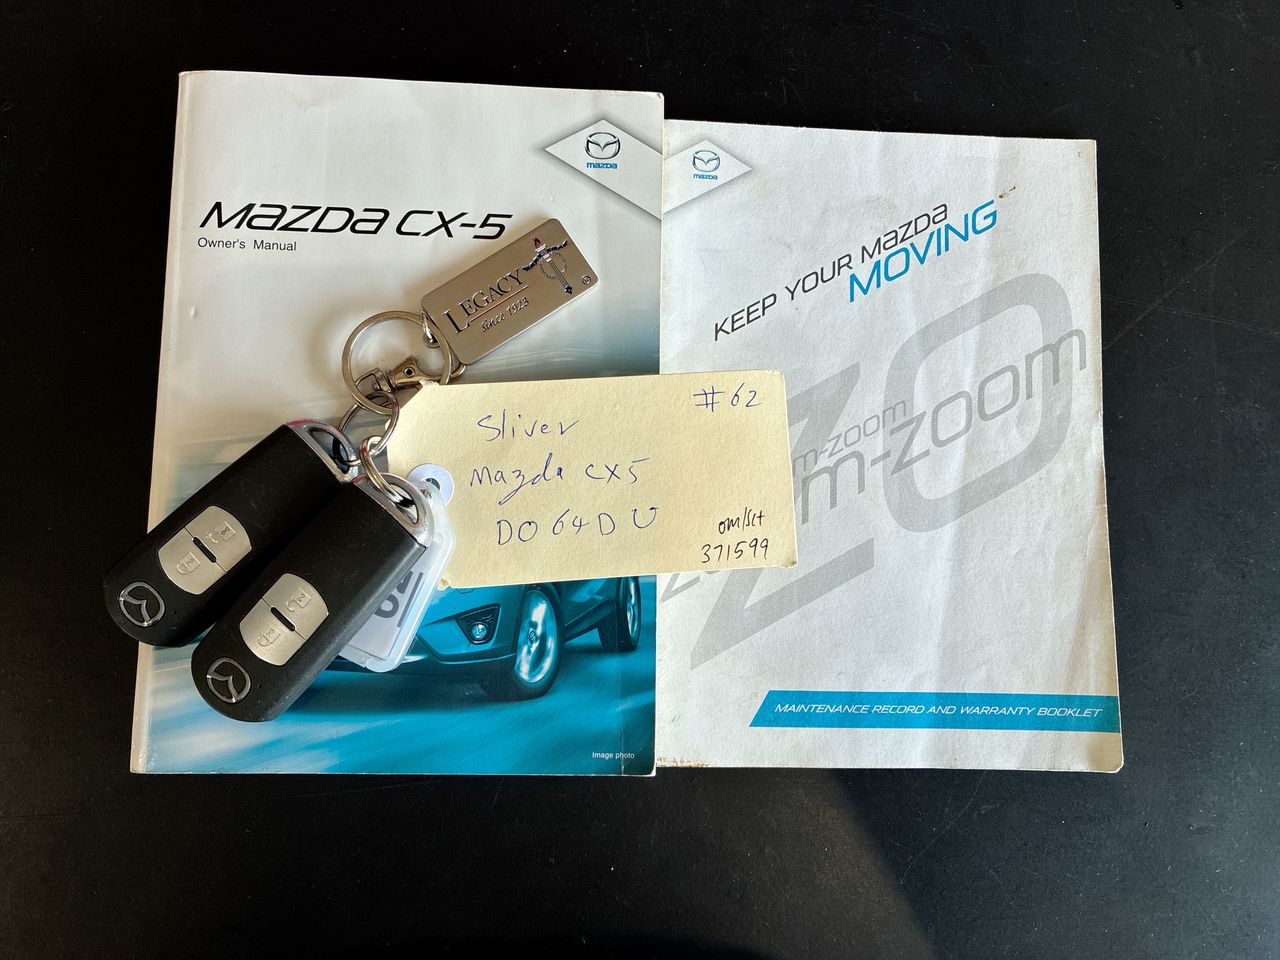 mazda
MAZDA CX-5
Owner's Manual
LEGACY
since 1923
#62
Sliver
Mazda CX5
DO64DU
om/sct
371599
Image photo
mazda
KEEP YOUR MAZDA
MOVING
m-zoom
m-zoom
MAINTENANCE RECORD AND WARRANTY BOOKLET